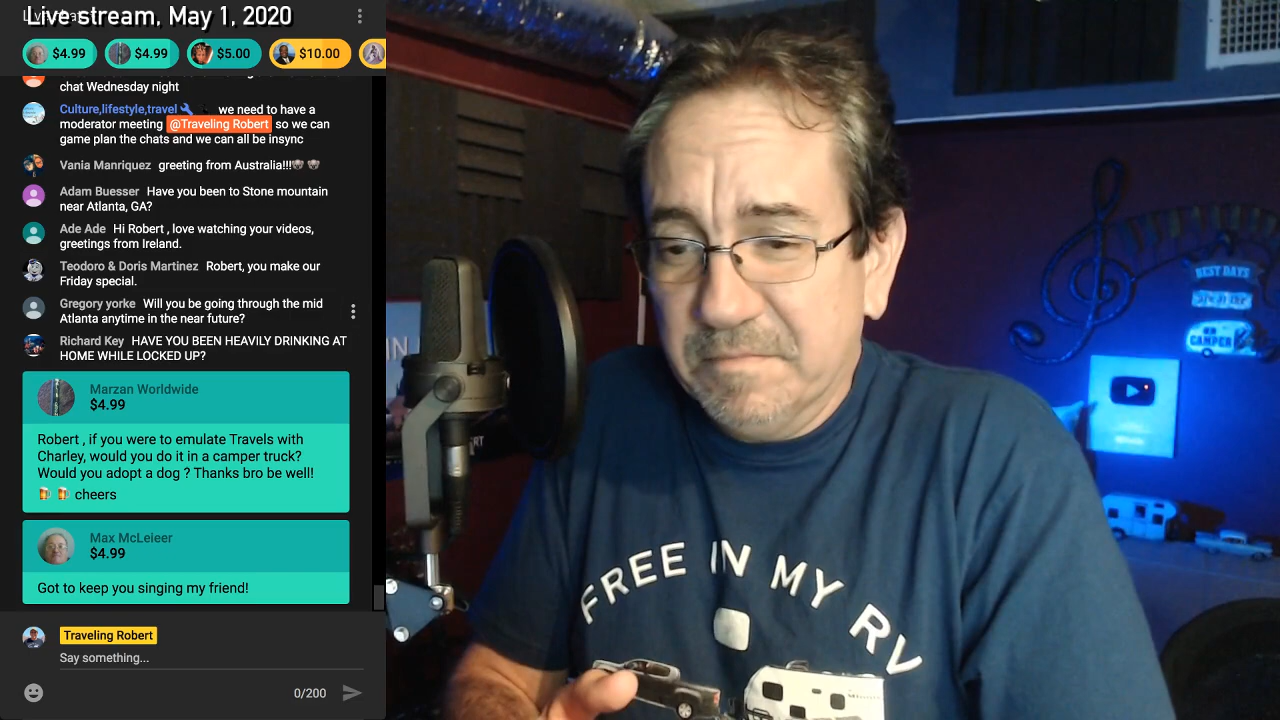 Live stream, May 1, 2020
$4.99
$4.99
$5.00
$10.00
chat Wednesday night
Culture,lifestyle,travel we need to have a
moderator meeting @Traveling Robert so we can
game plan the chats and we can all be insync
Vania Manriquez greeting from Australia!!!🐨 🐨
Adam Buesser Have you been to Stone mountain
near Atlanta, GA?
Ade Ade Hi Robert , love watching your videos,
greetings from Ireland.
Teodoro & Doris Martinez Robert, you make our
Friday special.
Gregory yorke Will you be going through the mid
Atlanta anytime in the near future?
Richard Key HAVE YOU BEEN HEAVILY DRINKING AT
HOME WHILE LOCKED UP?
Marzan Worldwide
$4.99
Robert , if you were to emulate Travels with
Charley, would you do it in a camper truck?
Would you adopt a dog ? Thanks bro be well!
🍻 🍻 cheers
Max McLeieer
$4.99
Got to keep you singing my friend!
Traveling Robert
Say something...
0/200
IN
RT
FREE IN MY RV
BEST DAYS
CAMPER